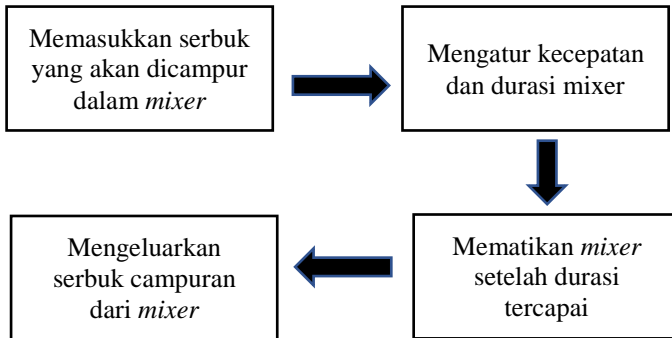 Memasukkan serbuk
yang akan dicampur
dalam mixer
Mengatur kecepatan
dan durasi mixer
Mematikan mixer
setelah durasi
tercapai
Mengeluarkan
serbuk campuran
dari mixer